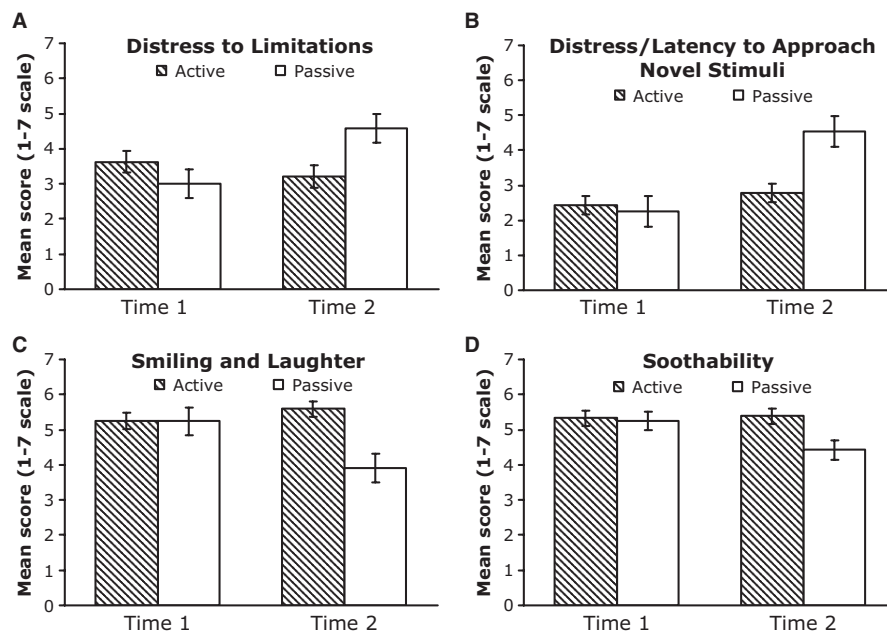 A
Distress to Limitations
Active Passive
Mean score (1-7 scale)
7
6
5
4
3
2
1
0
Time 1 Time 2
B
Distress/Latency to Approach
Novel Stimuli
Active Passive
Mean score (1-7 scale)
7
6
5
4
3
2
1
0
Time 1 Time 2
C
Smiling and Laughter
Active Passive
Mean score (1-7 scale)
7
6
5
4
3
2
1
0
Time 1 Time 2
D
Soothability
Active Passive
Mean score (1-7 scale)
7
6
5
4
3
2
1
0
Time 1 Time 2